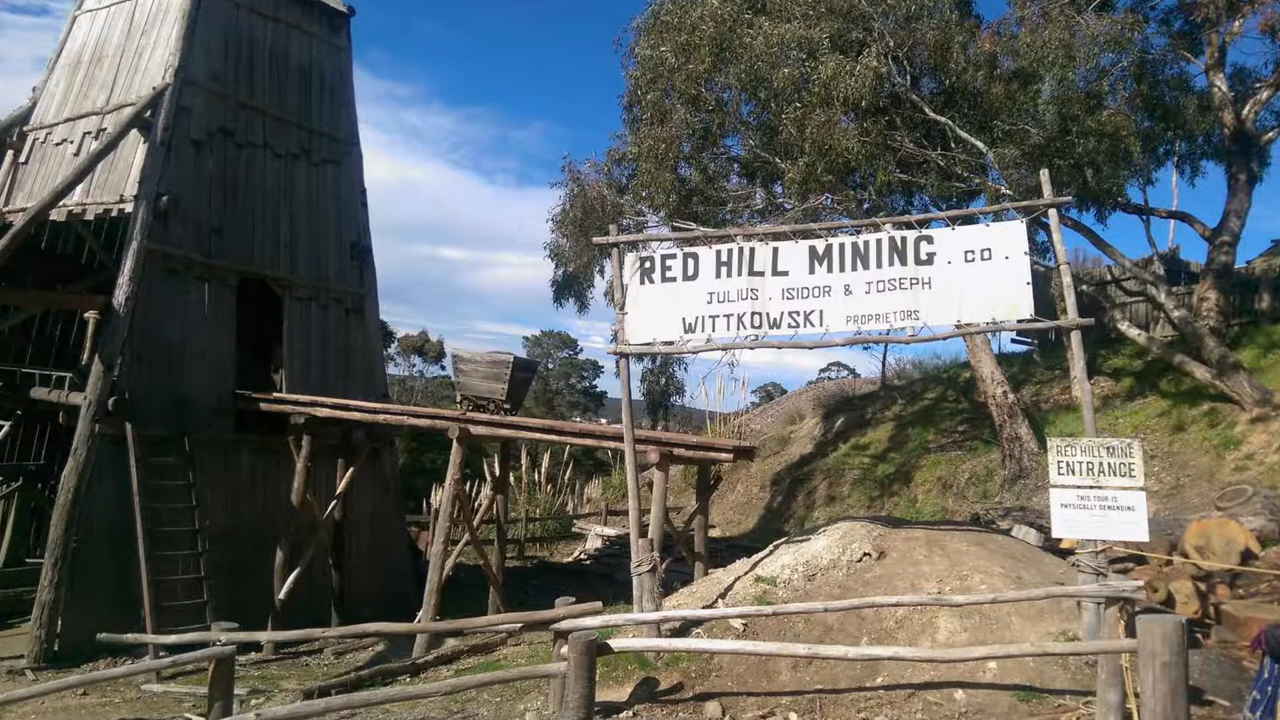 RED HILL MINING . CO .
JULIUS , ISIDOR & JOSEPH
WITTKOWSKI PROPRIETORS
RED HILL MINE
ENTRANCE
THIS TOUR IS
PHYSICALLY DEMANDING